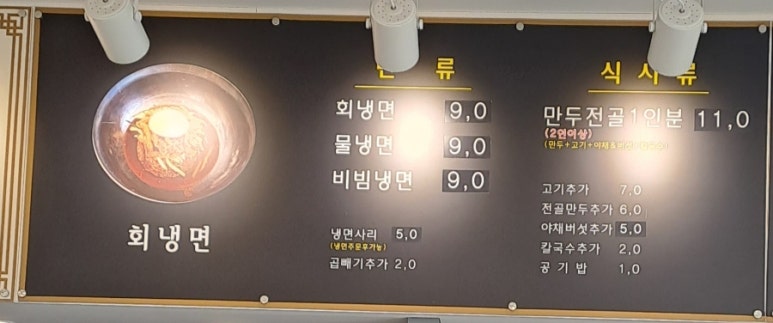 회냉면
면 류
회냉면 9,0
물냉면 9,0
비빔냉면 9,0
냉면사리 5,0
(냉면주문후가능)
곱빼기추가 2,0
식사류
만두전골1인분 11,0
(2인이상)
고기추가 7,0
전골만두추가 6,0
야채버섯추가 5,0
칼국수추가 2,0
공기밥 1,0